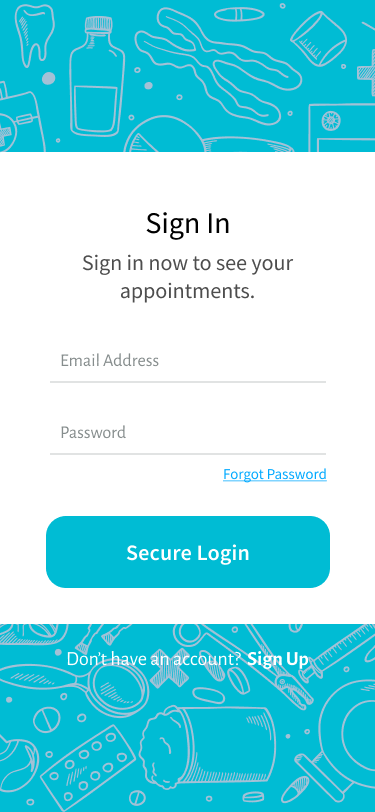 Sign In
Sign in now to see your
appointments.
Email Address
Password
Forgot Password
Secure Login
Don't have an account? Sign Up